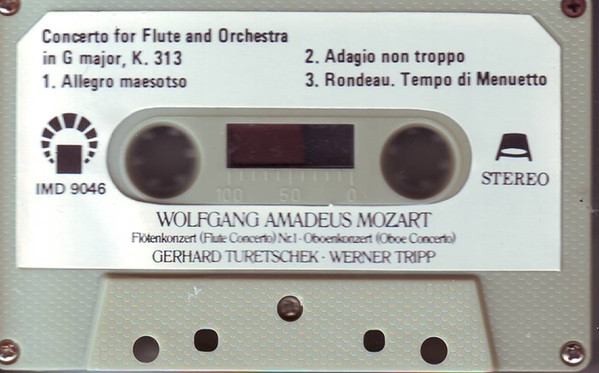 Concerto for Flute and Orchestra
in G major, K. 313
1. Allegro maesotso
2. Adagio non troppo
3. Rondeau. Tempo di Menuetto
IMD 9046
100 50 0
STEREO
WOLFGANG AMADEUS MOZART
Flötenkonzert (Flute Concerto) Nr.1 - Oboenkonzert (Oboe Concerto)
GERHARD TURETSCHEK · WERNER TRIPP